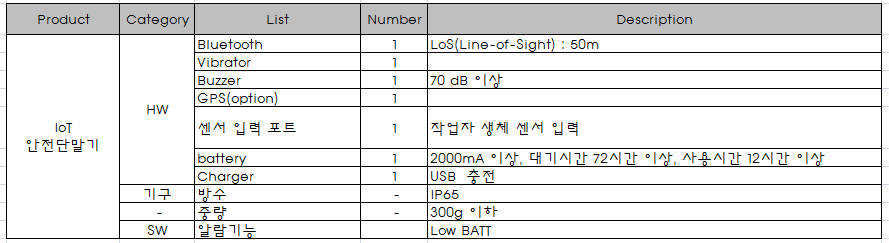 Product Category List Number Description
Bluetooth 1 LoS(Line-of-Sight) : 50m
Vibrator 1
Buzzer 1 70 dB 이상
GPS(option) 1
HW
센서 입력 포트 1 작업자 생체 센서 입력
IoT
안전단말기
battery 1 2000mA 이상, 대기시간 72시간 이상, 사용시간 12시간 이상
Charger 1 USB 충전
기구 방수 - IP65
- 중량 - 300g 이하
SW 알람기능 Low BATT